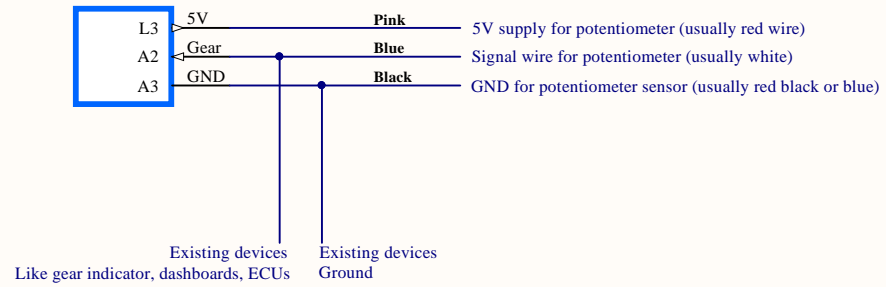 L3 5V Pink 5V supply for potentiometer (usually red wire)
A2 Gear Blue Signal wire for potentiometer (usually white)
A3 GND Black GND for potentiometer sensor (usually red black or blue)
Existing devices Existing devices
Like gear indicator, dashboards, ECUs Ground